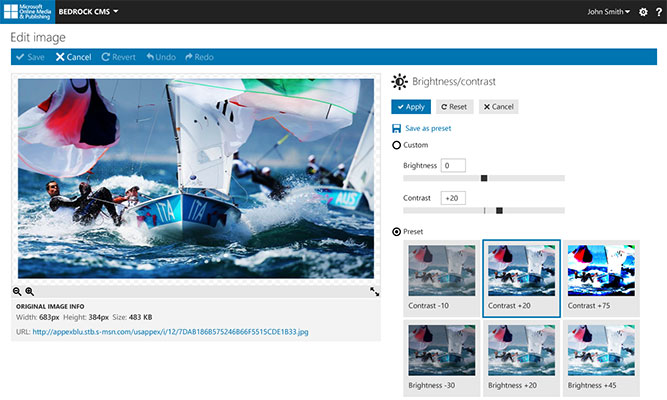 Microsoft
Online Media
& Publishing
BEDROCK CMS
John Smith
?
Edit image
Save Cancel Revert Undo Redo
Brightness/contrast
Apply Reset Cancel
Save as preset
Custom
Brightness 0
Contrast +20
Preset
Contrast -10 Contrast +20 Contrast +75
Brightness -30 Brightness +20 Brightness +45
ITA ITA
AUS
ORIGINAL IMAGE INFO
Width: 683px Height: 384px Size: 483 KB
URL: http://appexblu.stb.s-msn.com/usappex/i/12/7DAB186B575246B66F5515CDE1833.jpg